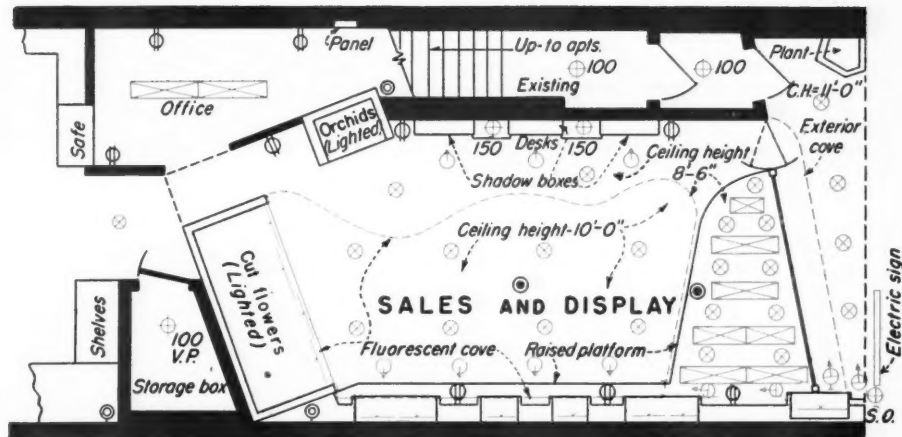 Panel
Up-to apts.
Existing
100
100
Plant
C.H.=11'-0"
Exterior
cove
Office
Safe
Orchids
(Lighted)
150
Desks
150
Shadow boxes
Ceiling height
8-6"
Ceiling height-10'-0"
Cut flowers
(Lighted)
SALES AND DISPLAY
Fluorescent cove
Raised platform
Shelves
100
V.P.
Storage box
Electric sign
S.O.